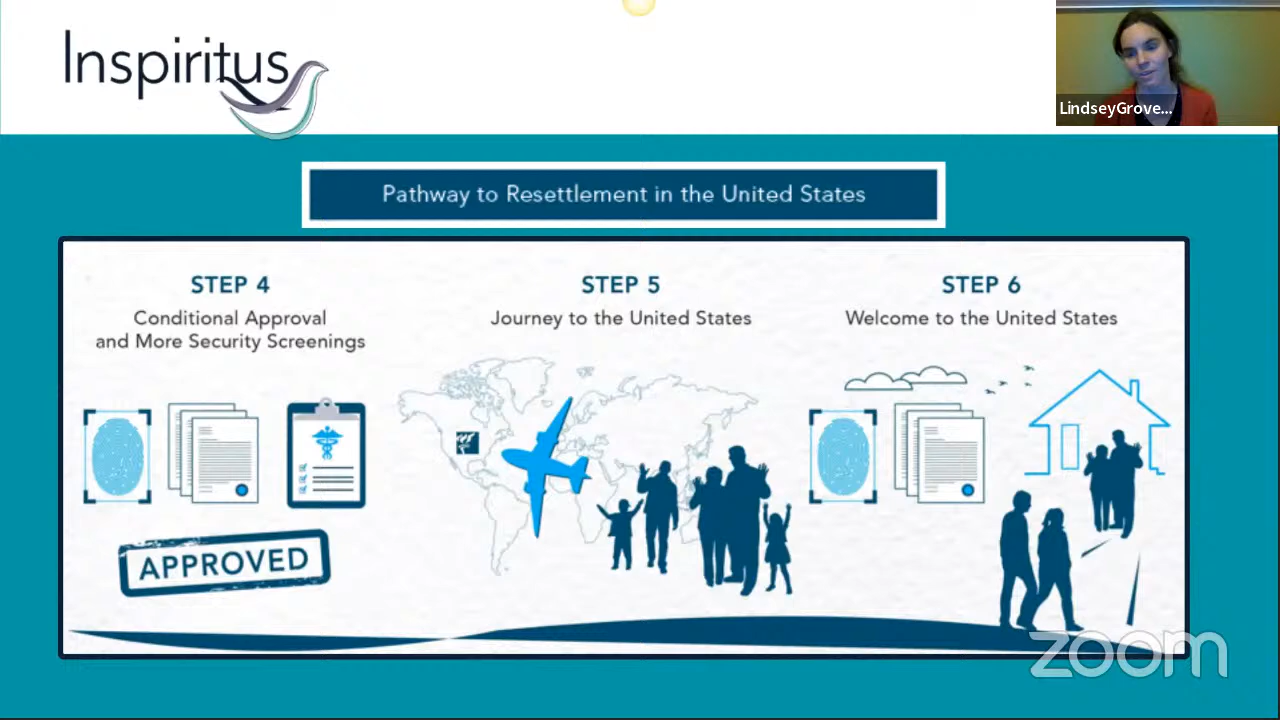 Inspiritus
LindseyGrove...
Pathway to Resettlement in the United States
STEP 4
Conditional Approval
and More Security Screenings
APPROVED
STEP 5
Journey to the United States
STEP 6
Welcome to the United States
zoom